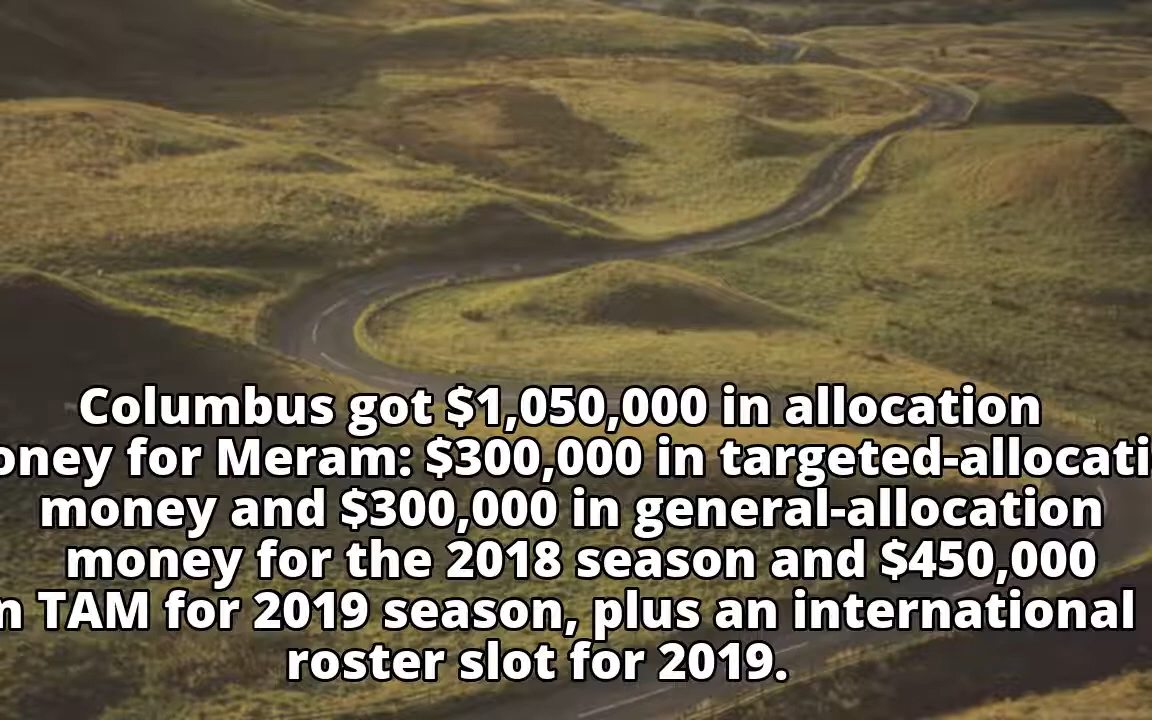 Columbus got $1,050,000 in allocation
oney for Meram: $300,000 in targeted-allocati
money and $300,000 in general-allocation
money for the 2018 season and $450,000
n TAM for 2019 season, plus an international
roster slot for 2019.